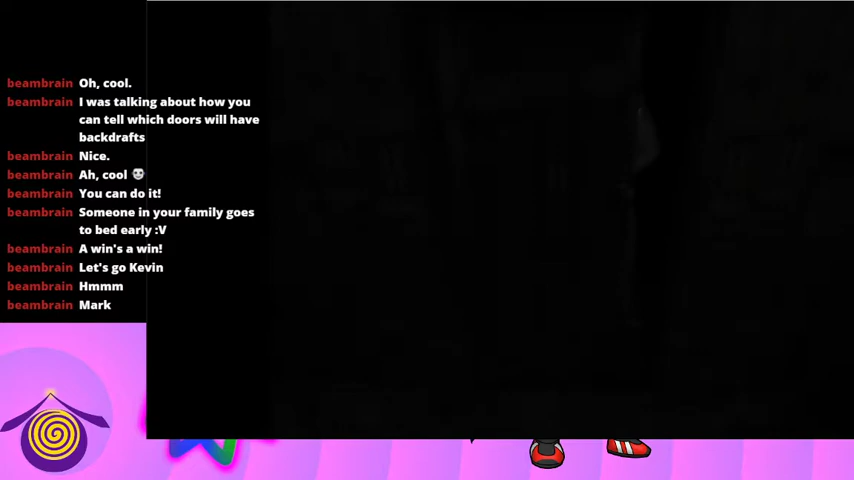 beambrain Oh, cool.
beambrain I was talking about how you
can tell which doors will have
backdrafts
beambrain Nice.
beambrain Ah, cool
beambrain You can do it!
beambrain Someone in your family goes
to bed early :V
beambrain A win's a win!
beambrain Let's go Kevin
beambrain Hmmm
beambrain Mark